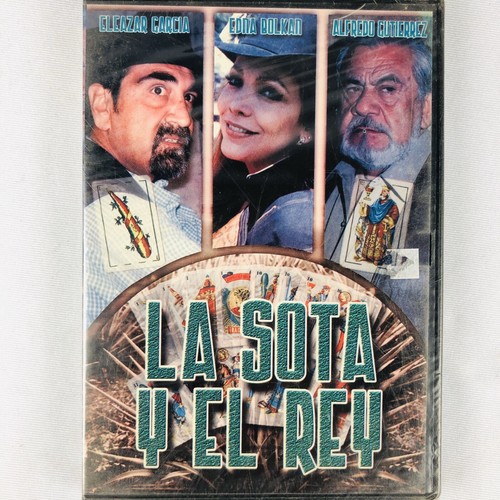 ELEAZAR GARCIA
EDNA BOLKAN
ALFREDO GUTIERREZ
LA SOTA
Y EL REY